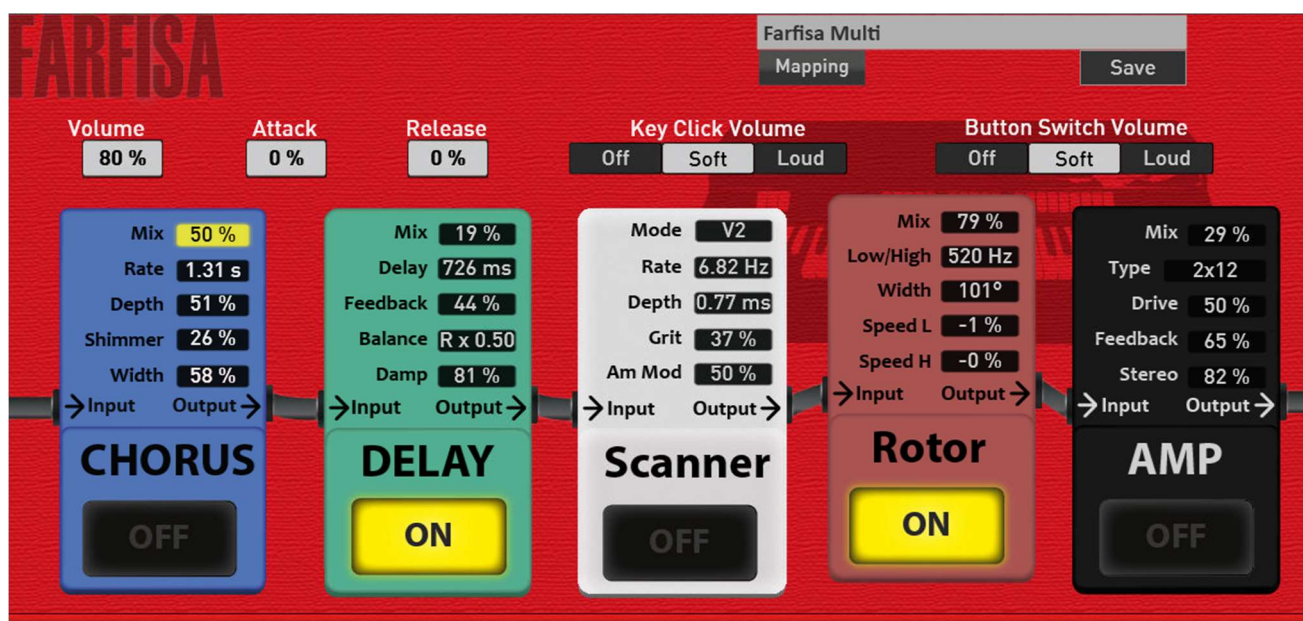 FARFISA
Farfisa Multi
Mapping Save
Volume Attack Release Key Click Volume Button Switch Volume
80 % 0 % 0 % Off Soft Loud Off Soft Loud
Mix 50 %
Rate 1.31 s
Depth 51 %
Shimmer 26 %
Width 58 %
→Input Output→
CHORUS
OFF
Mix 19 %
Delay 726 ms
Feedback 44 %
Balance R x 0.50
Damp 81 %
→Input Output→
DELAY
ON
Mode V2
Rate 6.82 Hz
Depth 0.77 ms
Grit 37 %
Am Mod 50 %
→Input Output→
Scanner
OFF
Mix 79 %
Low/High 520 Hz
Width 101°
Speed L -1 %
Speed H -0 %
→Input Output→
Rotor
ON
Mix 29 %
Type 2x12
Drive 50 %
Feedback 65 %
Stereo 82 %
→Input Output→
AMP
OFF